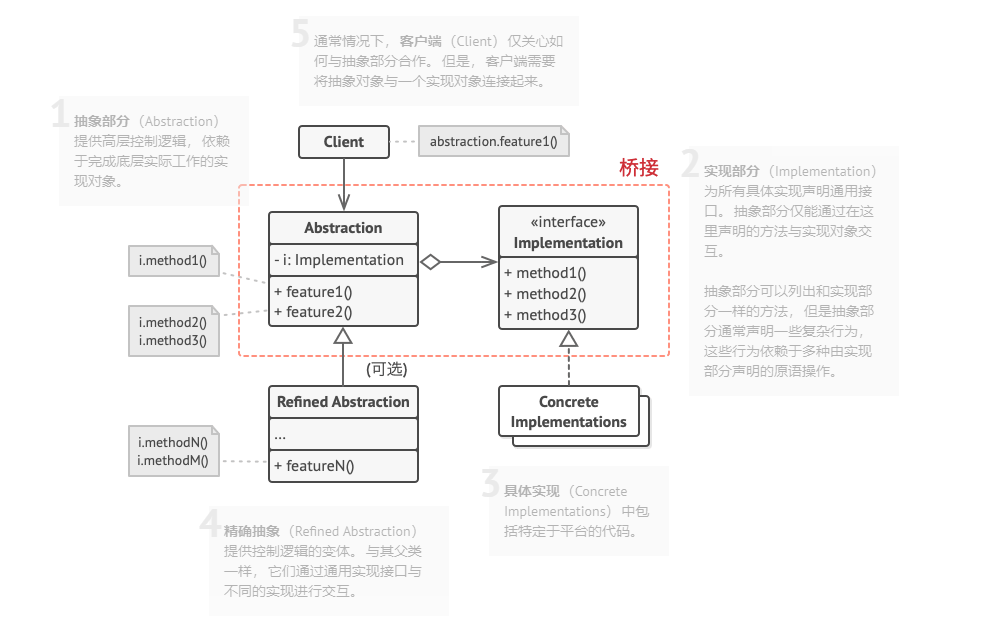 5
通常情况下， 客户端 （Client） 仅关心如
何与抽象部分合作。 但是， 客户端需要
将抽象对象与一个实现对象连接起来。
1
抽象部分 （Abstraction）
提供高层控制逻辑， 依赖
于完成底层实际工作的实
现对象。
Client
abstraction.feature1()
桥接
2
实现部分 （Implementation）
为所有具体实现声明通用接
口。 抽象部分仅能通过在这
里声明的方法与实现对象交
互。
抽象部分可以列出和实现部
分一样的方法， 但是抽象部
分通常声明一些复杂行为，
这些行为依赖于多种由实现
部分声明的原语操作。
Abstraction
- i: Implementation
+ feature1()
+ feature2()
«interface»
Implementation
+ method1()
+ method2()
+ method3()
i.method1()
i.method2()
i.method3()
(可选)
Refined Abstraction
...
+ featureN()
Concrete
Implementations
i.methodN()
i.methodM()
3
具体实现 （Concrete
Implementations） 中包
括特定于平台的代码。
4
精确抽象 （Refined Abstraction）
提供控制逻辑的变体。 与其父类
一样， 它们通过通用实现接口与
不同的实现进行交互。